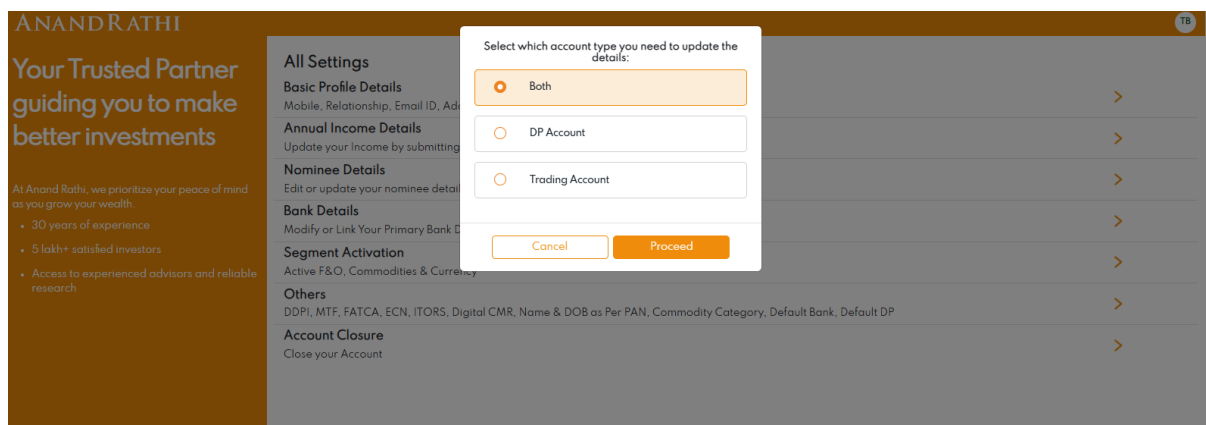 ANANDRATHI
TB
Your Trusted Partner
guiding you to make
better investments
At Anand Rathi, we prioritize your peace of mind
as you grow your wealth.
• 30 years of experience
• 5 lakh+ satisfied investors
• Access to experienced advisors and reliable
research
All Settings
Basic Profile Details
Mobile, Relationship, Email ID,
Annual Income Details
Update your Income by submitting
Nominee Details
Edit or update your nominee
Bank Details
Modify or Link Your Primary Bank
Segment Activation
Active F&O, Commodities & Currency
Others
DDPI, MTF, FATCA, ECN, ITORS, Digital CMR, Name & DOB as Per PAN, Commodity Category, Default Bank, Default DP
Account Closure
Close your Account
Select which account type you need to update the
details:
Both
DP Account
Trading Account
Cancel
Proceed